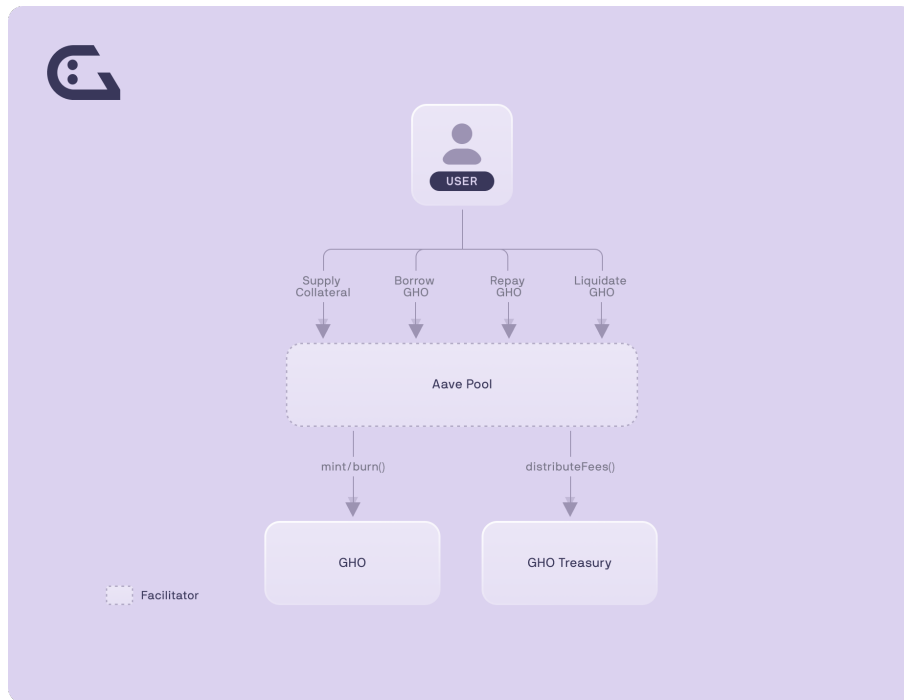 USER
Supply
Collateral
Borrow
GHO
Repay
GHO
Liquidate
GHO
Aave Pool
mint/burn()
distributeFees()
GHO
GHO Treasury
Facilitator